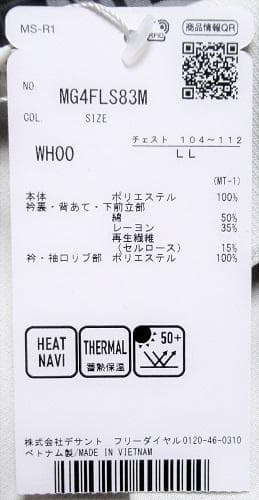 MS-R1
RFID
商品情報QR
NO.
MG4FLS83M
COL. SIZE
チェスト 104〜112
WH00 LL
(MT-1)
本体 ポリエステル 100%
衿裏・背あて・下前立部
綿 50%
レーヨン 35%
再生繊維
(セルロース) 15%
衿・袖口リブ部 ポリエステル 100%
HEAT NAVI
THERMAL
蓄熱保温
50+
株式会社デサント フリーダイヤル0120-46-0310
ベトナム製/MADE IN VIETNAM